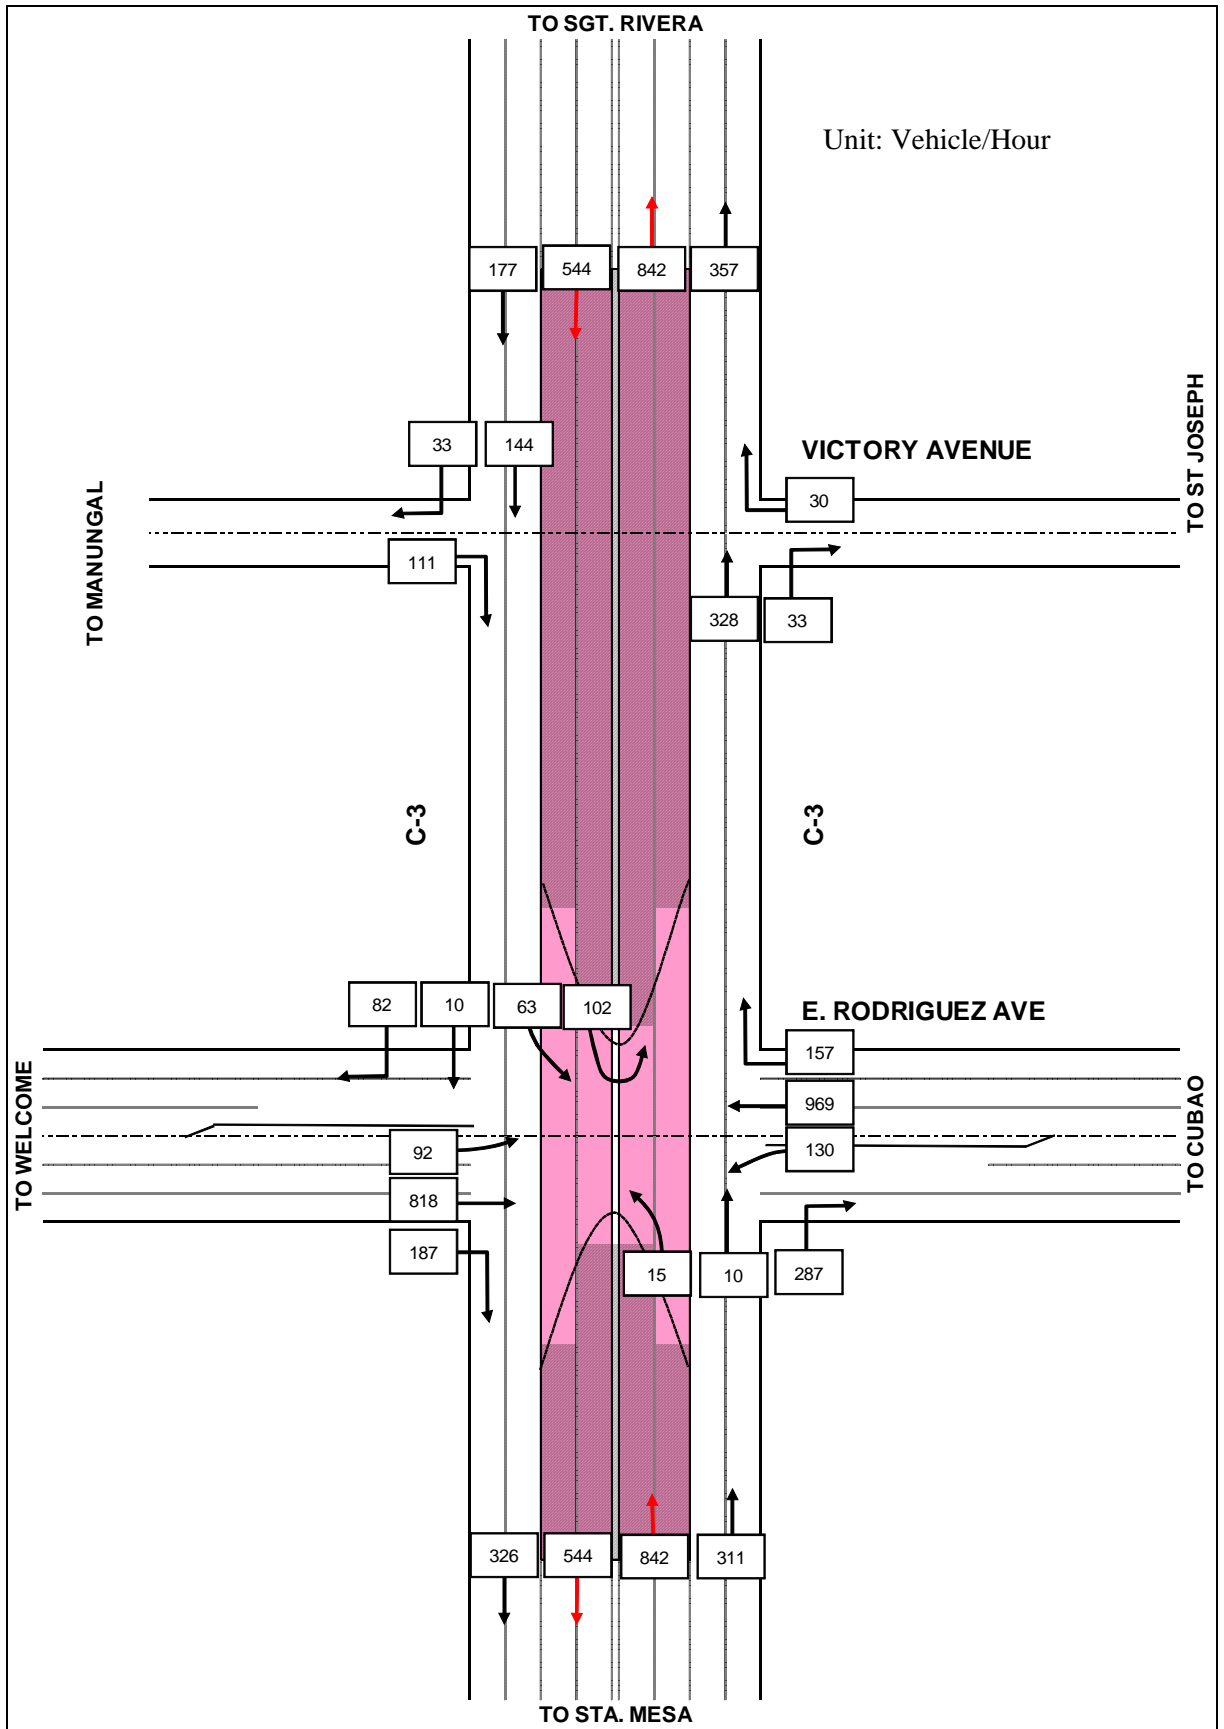 TO SGT. RIVERA
Unit: Vehicle/Hour
177 544 842 357
33 144
VICTORY AVENUE
TO ST JOSEPH
30
TO MANUNGAL
111
328 33
C-3
C-3
82 10 63 102
E. RODRIGUEZ AVE
157
969
130
TO WELCOME
TO CUBAO
92
818
187
15 10 287
326 544 842 311
TO STA. MESA